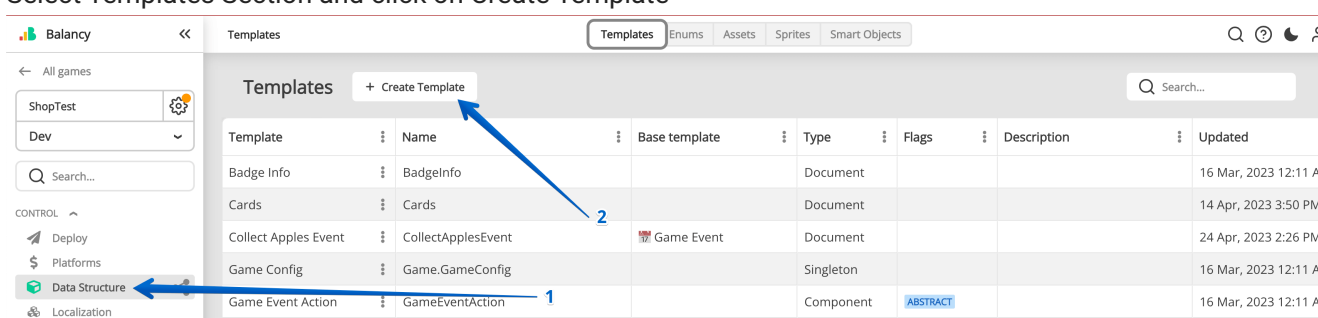 Select Templates Section and click on Create Template
Balancy
Templates
Templates Enums Assets Sprites Smart Objects
All games
ShopTest
Dev
Search...
CONTROL
Deploy
Platforms
Data Structure
Localization
Templates + Create Template Search...
Template Name Base template Type Flags Description Updated
Badge Info BadgeInfo Document 16 Mar, 2023 12:11 A
Cards Cards Document 14 Apr, 2023 3:50 PM
2
Collect Apples Event CollectApplesEvent Game Event Document 24 Apr, 2023 2:26 PM
Game Config Game.GameConfig Singleton 16 Mar, 2023 12:11 A
1
Game Event Action GameEventAction Component ABSTRACT 16 Mar, 2023 12:11 A